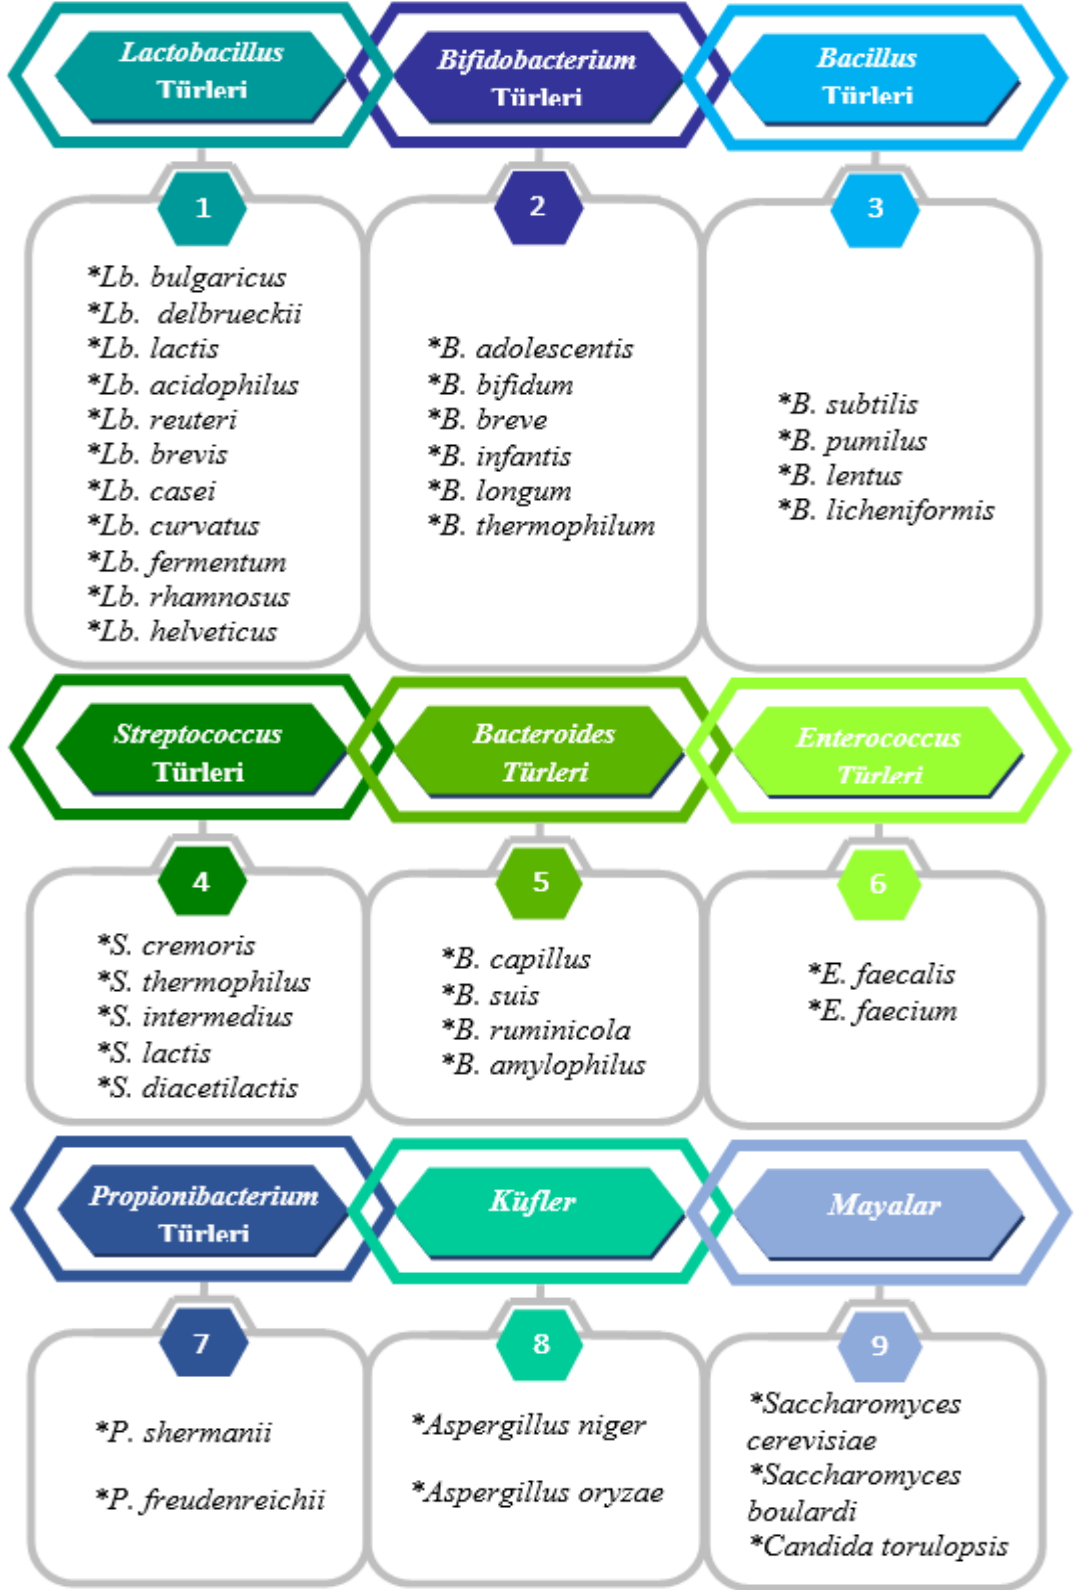 Lactobacillus
Türleri
1
*Lb. bulgaricus
*Lb. delbrueckii
*Lb. lactis
*Lb. acidophilus
*Lb. reuteri
*Lb. brevis
*Lb. casei
*Lb. curvatus
*Lb. fermentum
*Lb. rhamnosus
*Lb. helveticus
Bifidobacterium
Türleri
2
*B. adolescentis
*B. bifidum
*B. breve
*B. infantis
*B. longum
*B. thermophilum
Bacillus
Türleri
3
*B. subtilis
*B. pumilus
*B. lentus
*B. licheniformis
Streptococcus
Türleri
4
*S. cremoris
*S. thermophilus
*S. intermedius
*S. lactis
*S. diacetilactis
Bacteroides
Türleri
5
*B. capillus
*B. suis
*B. ruminicola
*B. amylophilus
Enterococcus
Türleri
6
*E. faecalis
*E. faecium
Propionibacterium
Türleri
7
*P. shermanii
*P. freudenreichii
Küfler
8
*Aspergillus niger
*Aspergillus oryzae
Mayalar
9
*Saccharomyces
cerevisiae
*Saccharomyces
boulardi
*Candida torulopsis